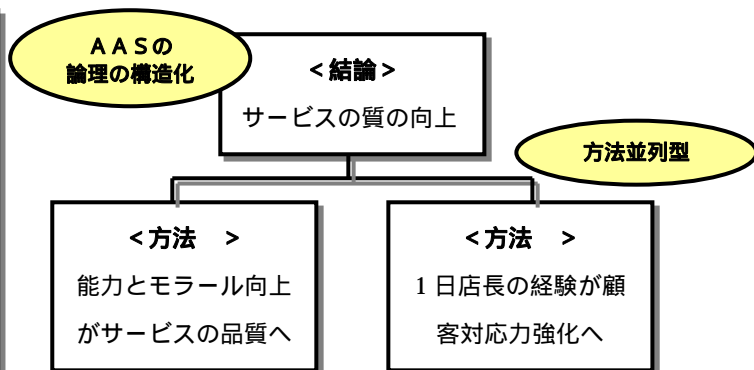 ＡＡＳの
論理の構造化
＜結論＞
サービスの質の向上
方法並列型
＜方法　＞
能力とモラール向上
がサービスの品質へ
＜方法　＞
１日店長の経験が顧
客対応力強化へ